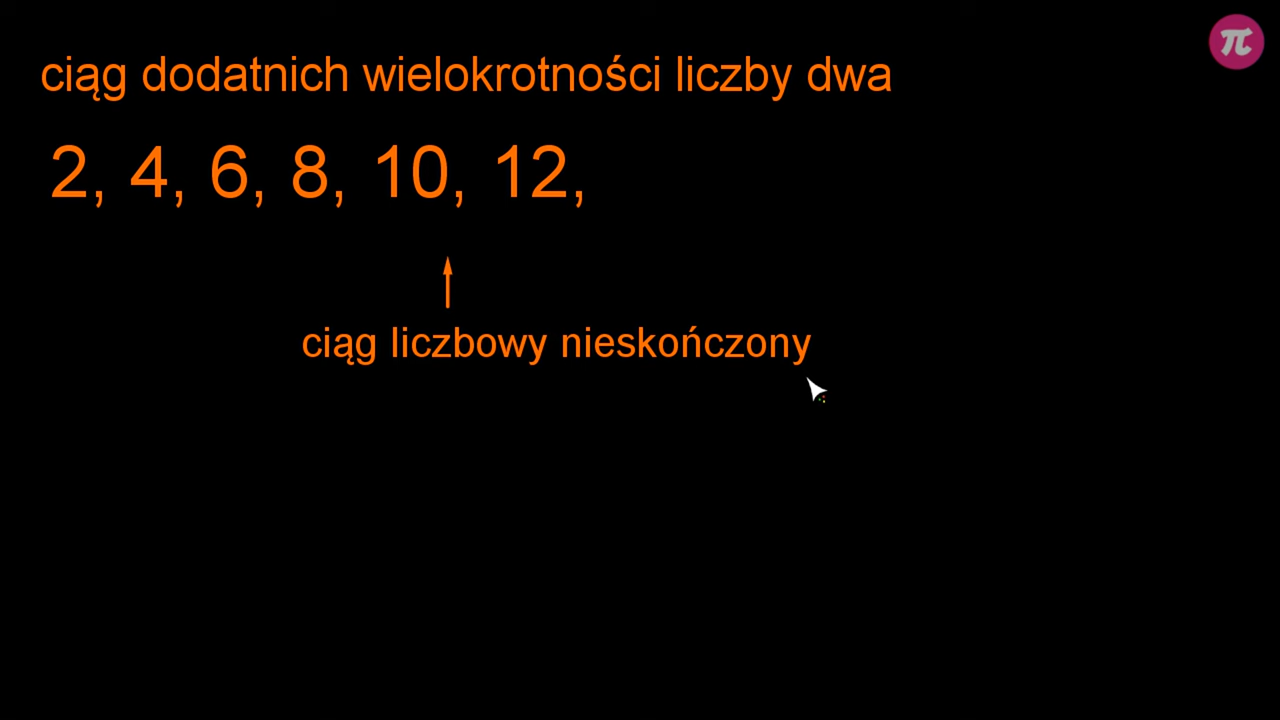 ciąg dodatnich wielokrotności liczby dwa
2, 4, 6, 8, 10, 12,
ciąg liczbowy nieskończony
π